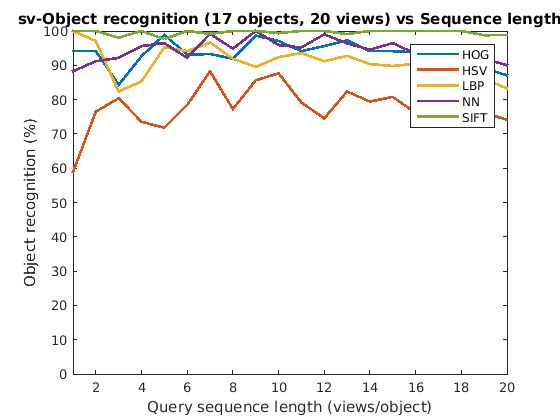 sv-Object recognition (17 objects, 20 views) vs Sequence length
100
90
80
70
60
50
40
30
20
10
0
Object recognition (%)
HOG
HSV
LBP
NN
SIFT
2 4 6 8 10 12 14 16 18 20
Query sequence length (views/object)